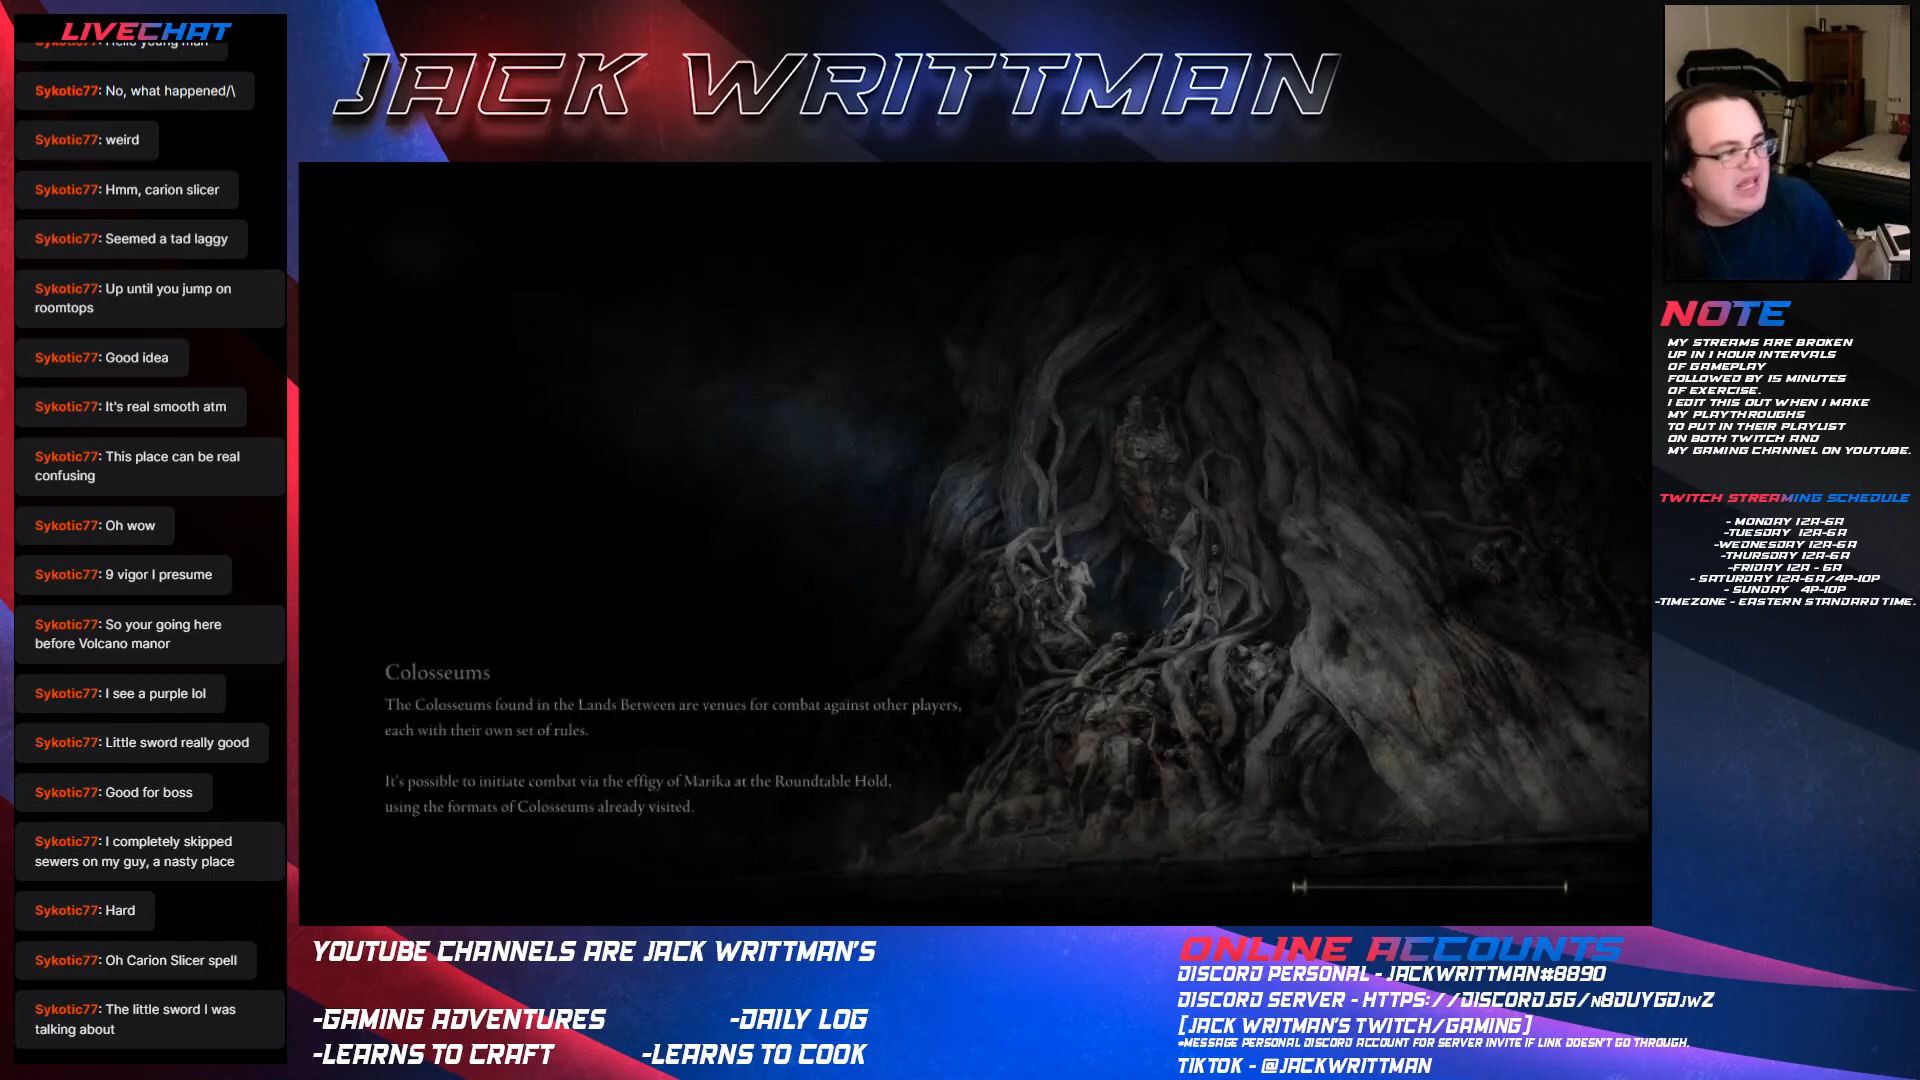 LIVECHAT
Sykotic77: Hello young man
Sykotic77: No, what happened/\
Sykotic77: weird
Sykotic77: Hmm, carion slicer
Sykotic77: Seemed a tad laggy
Sykotic77: Up until you jump on
roomtops
Sykotic77: Good idea
Sykotic77: It's real smooth atm
Sykotic77: This place can be real
confusing
Sykotic77: Oh wow
Sykotic77: 9 vigor I presume
Sykotic77: So your going here
before Volcano manor
Sykotic77: I see a purple lol
Sykotic77: Little sword really good
Sykotic77: Good for boss
Sykotic77: I completely skipped
sewers on my guy, a nasty place
Sykotic77: Hard
Sykotic77: Oh Carion Slicer spell
Sykotic77: The little sword I was
talking about
JACK WRITTMAN
Colosseums
The Colosseums found in the Lands Between are venues for combat against other players,
each with their own set of rules.
It's possible to initiate combat via the effigy of Marika at the Roundtable Hold,
using the formats of Colosseums already visited.
NOTE
MY STREAMS ARE BROKEN
UP IN 1 HOUR INTERVALS
OF GAMEPLAY
FOLLOWED BY 15 MINUTES
OF EXERCISE.
I EDIT THIS OUT WHEN I MAKE
MY PLAYTHROUGHS
TO PUT IN THEIR PLAYLIST
ON BOTH TWITCH AND
MY GAMING CHANNEL ON YOUTUBE.
TWITCH STREAMING SCHEDULE
- MONDAY 12A-6A
-TUESDAY 12A-6A
-WEDNESDAY 12A-6A
-THURSDAY 12A-6A
-FRIDAY 12A - 6A
- SATURDAY 12A-6A/4P-10P
- SUNDAY 4P-10P
-TIMEZONE - EASTERN STANDARD TIME.
YOUTUBE CHANNELS ARE JACK WRITTMAN'S
-GAMING ADVENTURES -DAILY LOG
-LEARNS TO CRAFT -LEARNS TO COOK
ONLINE ACCOUNTS
DISCORD PERSONAL - JACKWRITTMAN#8890
DISCORD SERVER - HTTPS://DISCORD.GG/N8DUYGDJWZ
[JACK WRITMAN'S TWITCH/GAMING]
*MESSAGE PERSONAL DISCORD ACCOUNT FOR SERVER INVITE IF LINK DOESN'T GO THROUGH.
TIKTOK - @JACKWRITTMAN